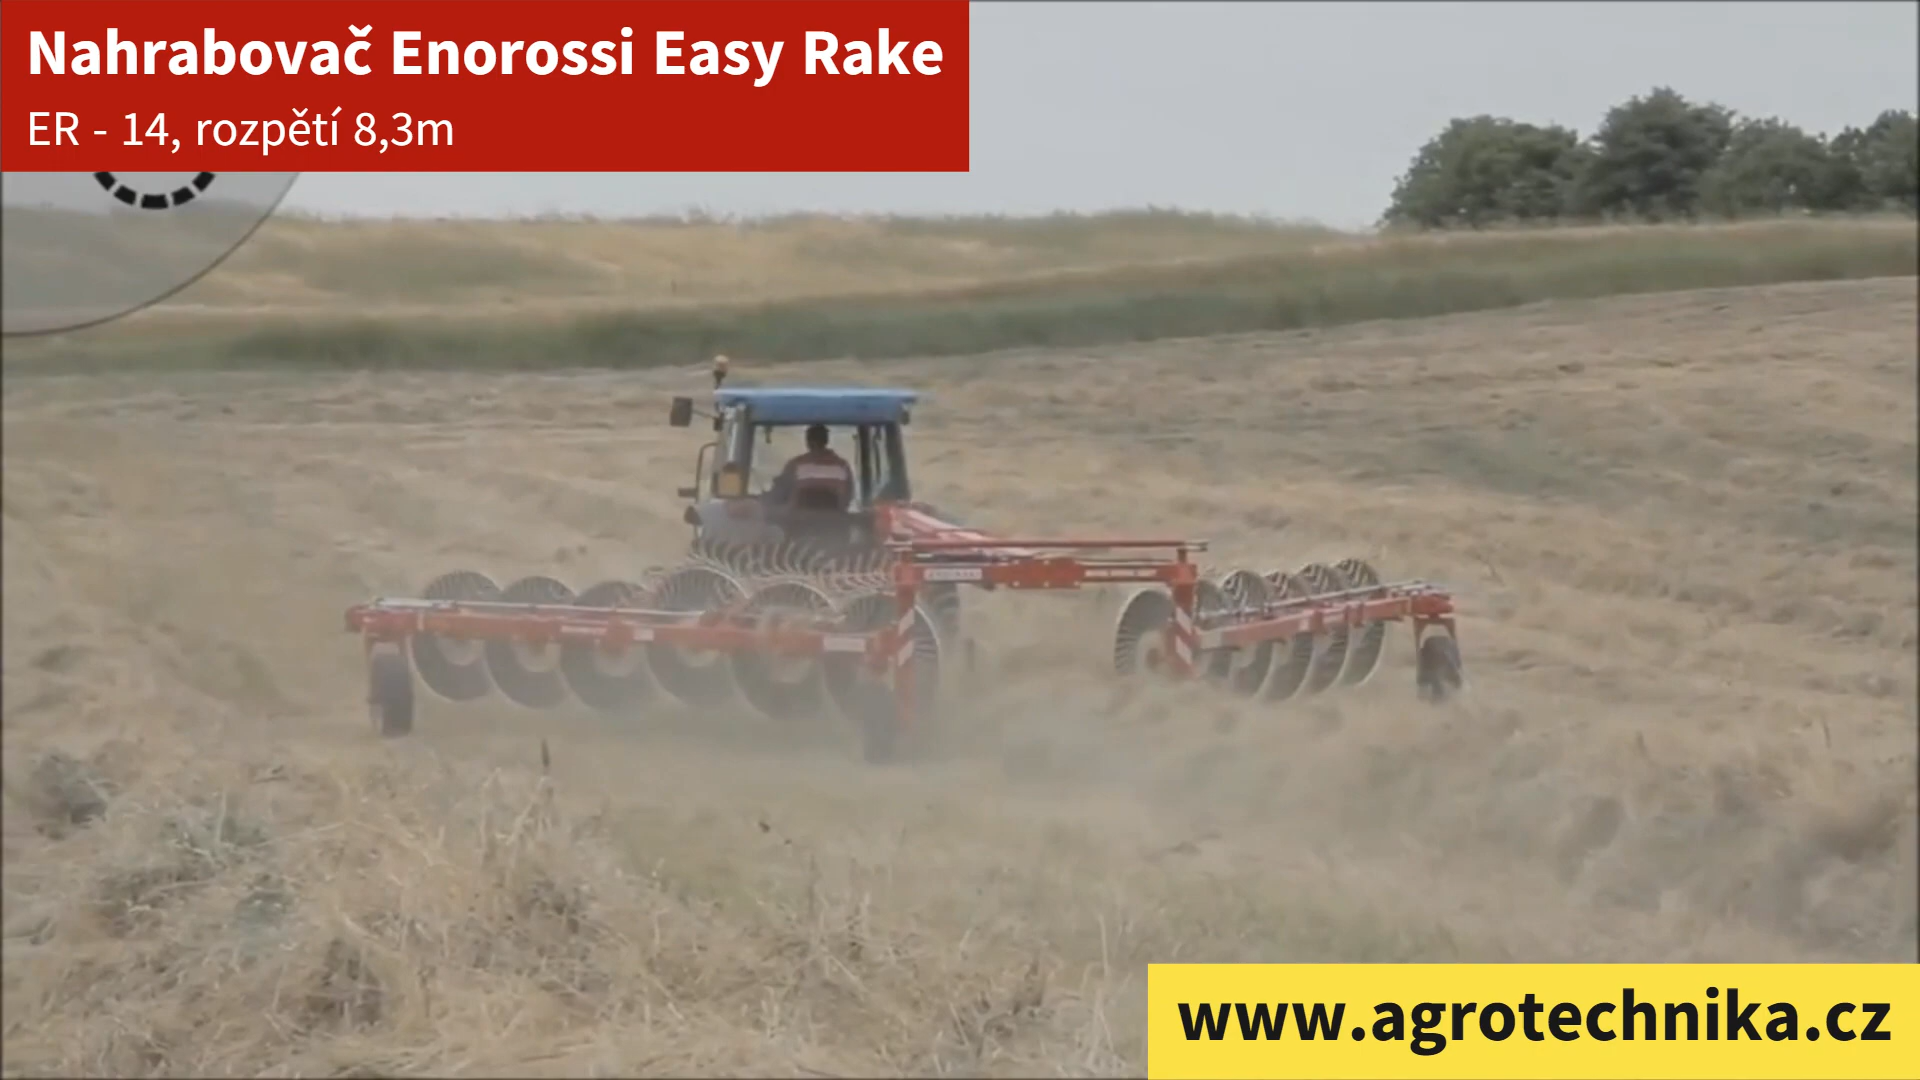 Nahrabovač Enorossi Easy Rake
ER - 14, rozpětí 8,3m
www.agrotechnika.cz